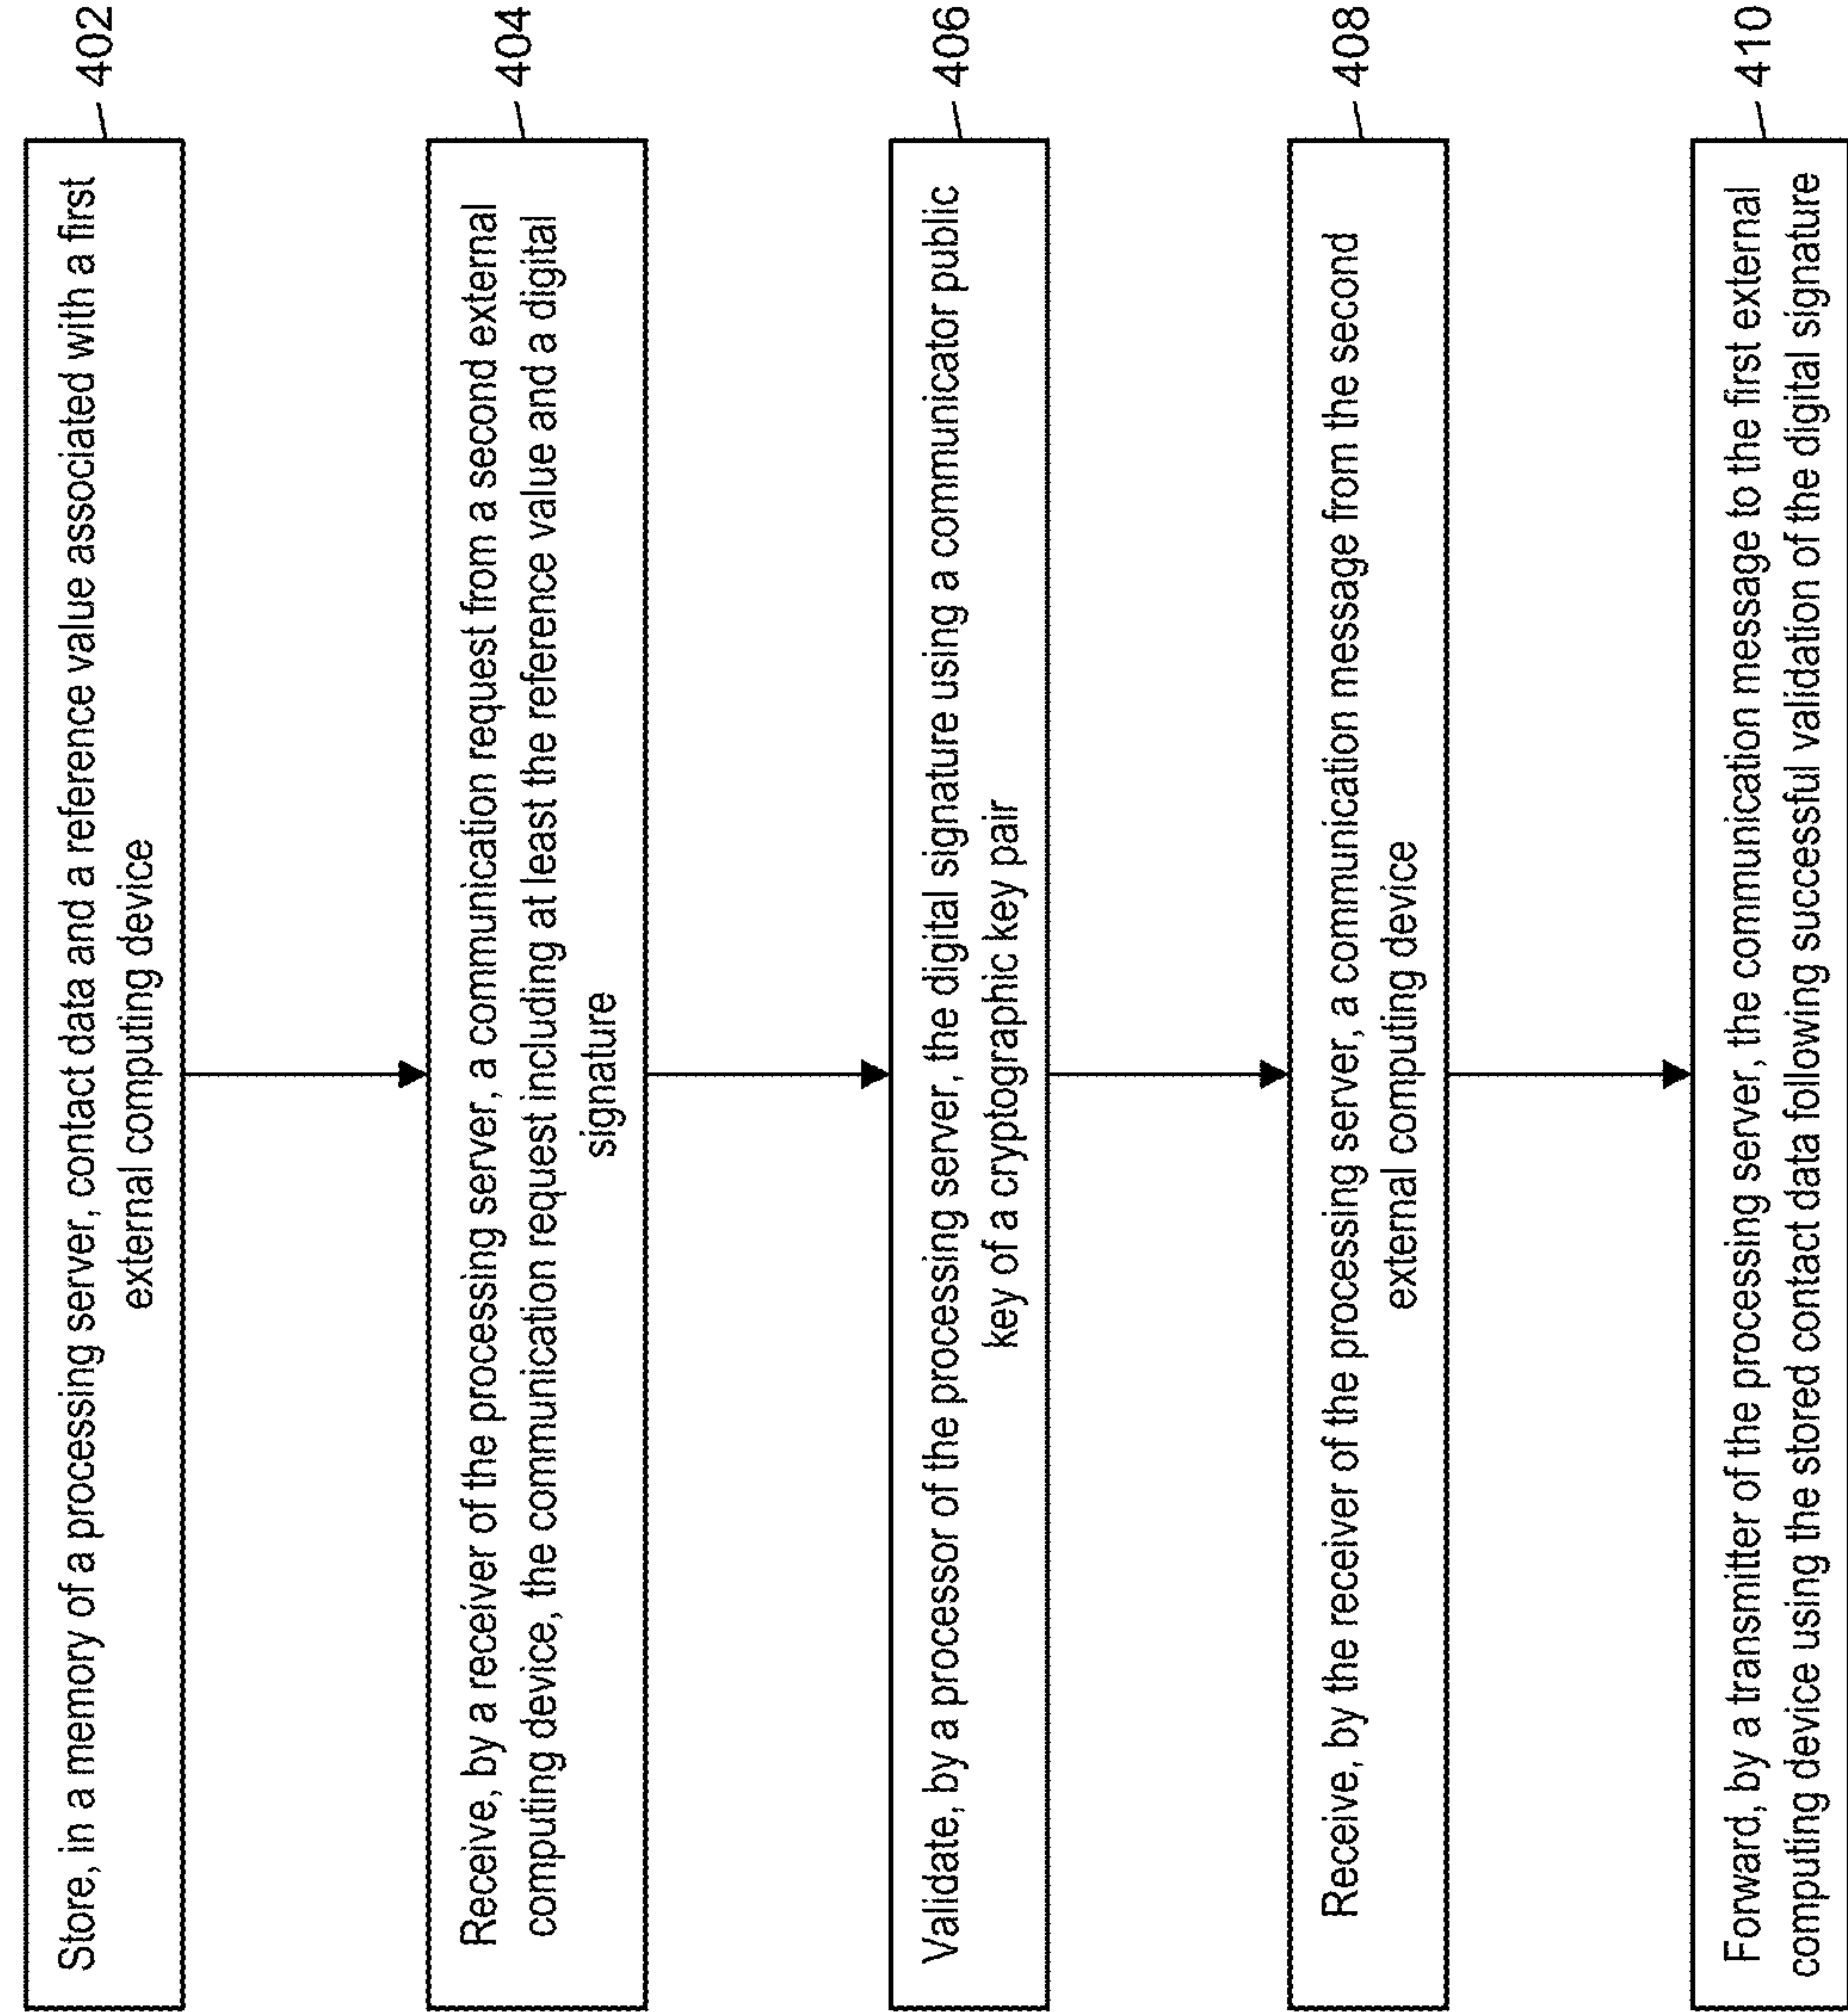 402
Store, in a memory of a processing server, contact data and a reference value associated with a first
external computing device
404
Receive, by a receiver of the processing server, a communication request from a second external
computing device, the communication request including at least the reference value and a digital
signature
406
Validate, by a processor of the processing server, the digital signature using a communicator public
key of a cryptographic key pair
408
Receive, by the receiver of the processing server, a communication message from the second
external computing device
410
Forward, by a transmitter of the processing server, the communication message to the first external
computing device using the stored contact data following successful validation of the digital signature